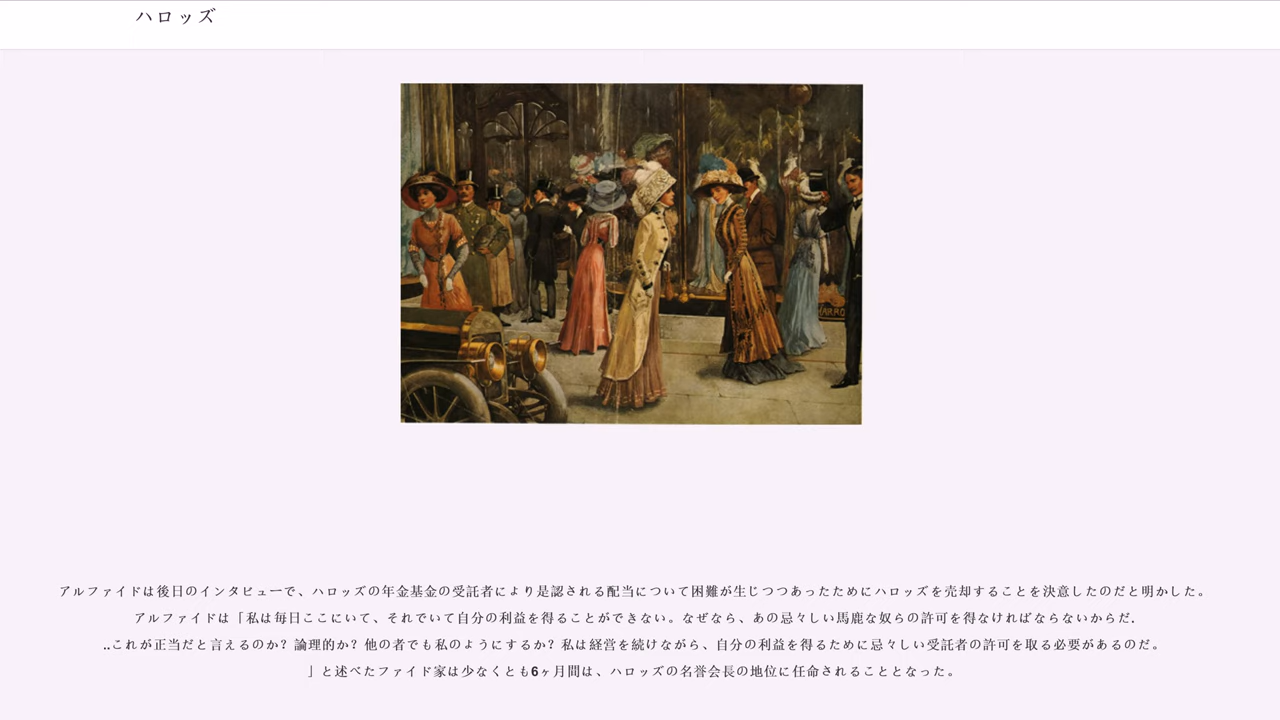 ハロッズ
HARRO
アルファイドは後日のインタビューで、ハロッズの年金基金の受託者により是認される配当について困難が生じつつあったためにハロッズを売却することを決意したのだと明かした。
アルファイドは「私は毎日ここにいて、それでいて自分の利益を得ることができない。なぜなら、あの忌々しい馬鹿な奴らの許可を得なければならないからだ.
..これが正当だと言えるのか? 論理的か? 他の者でも私のようにするか? 私は経営を続けながら、自分の利益を得るために忌々しい受託者の許可を取る必要があるのだ。
」と述べたファイド家は少なくとも6ヶ月間は、ハロッズの名誉会長の地位に任命されることとなった。